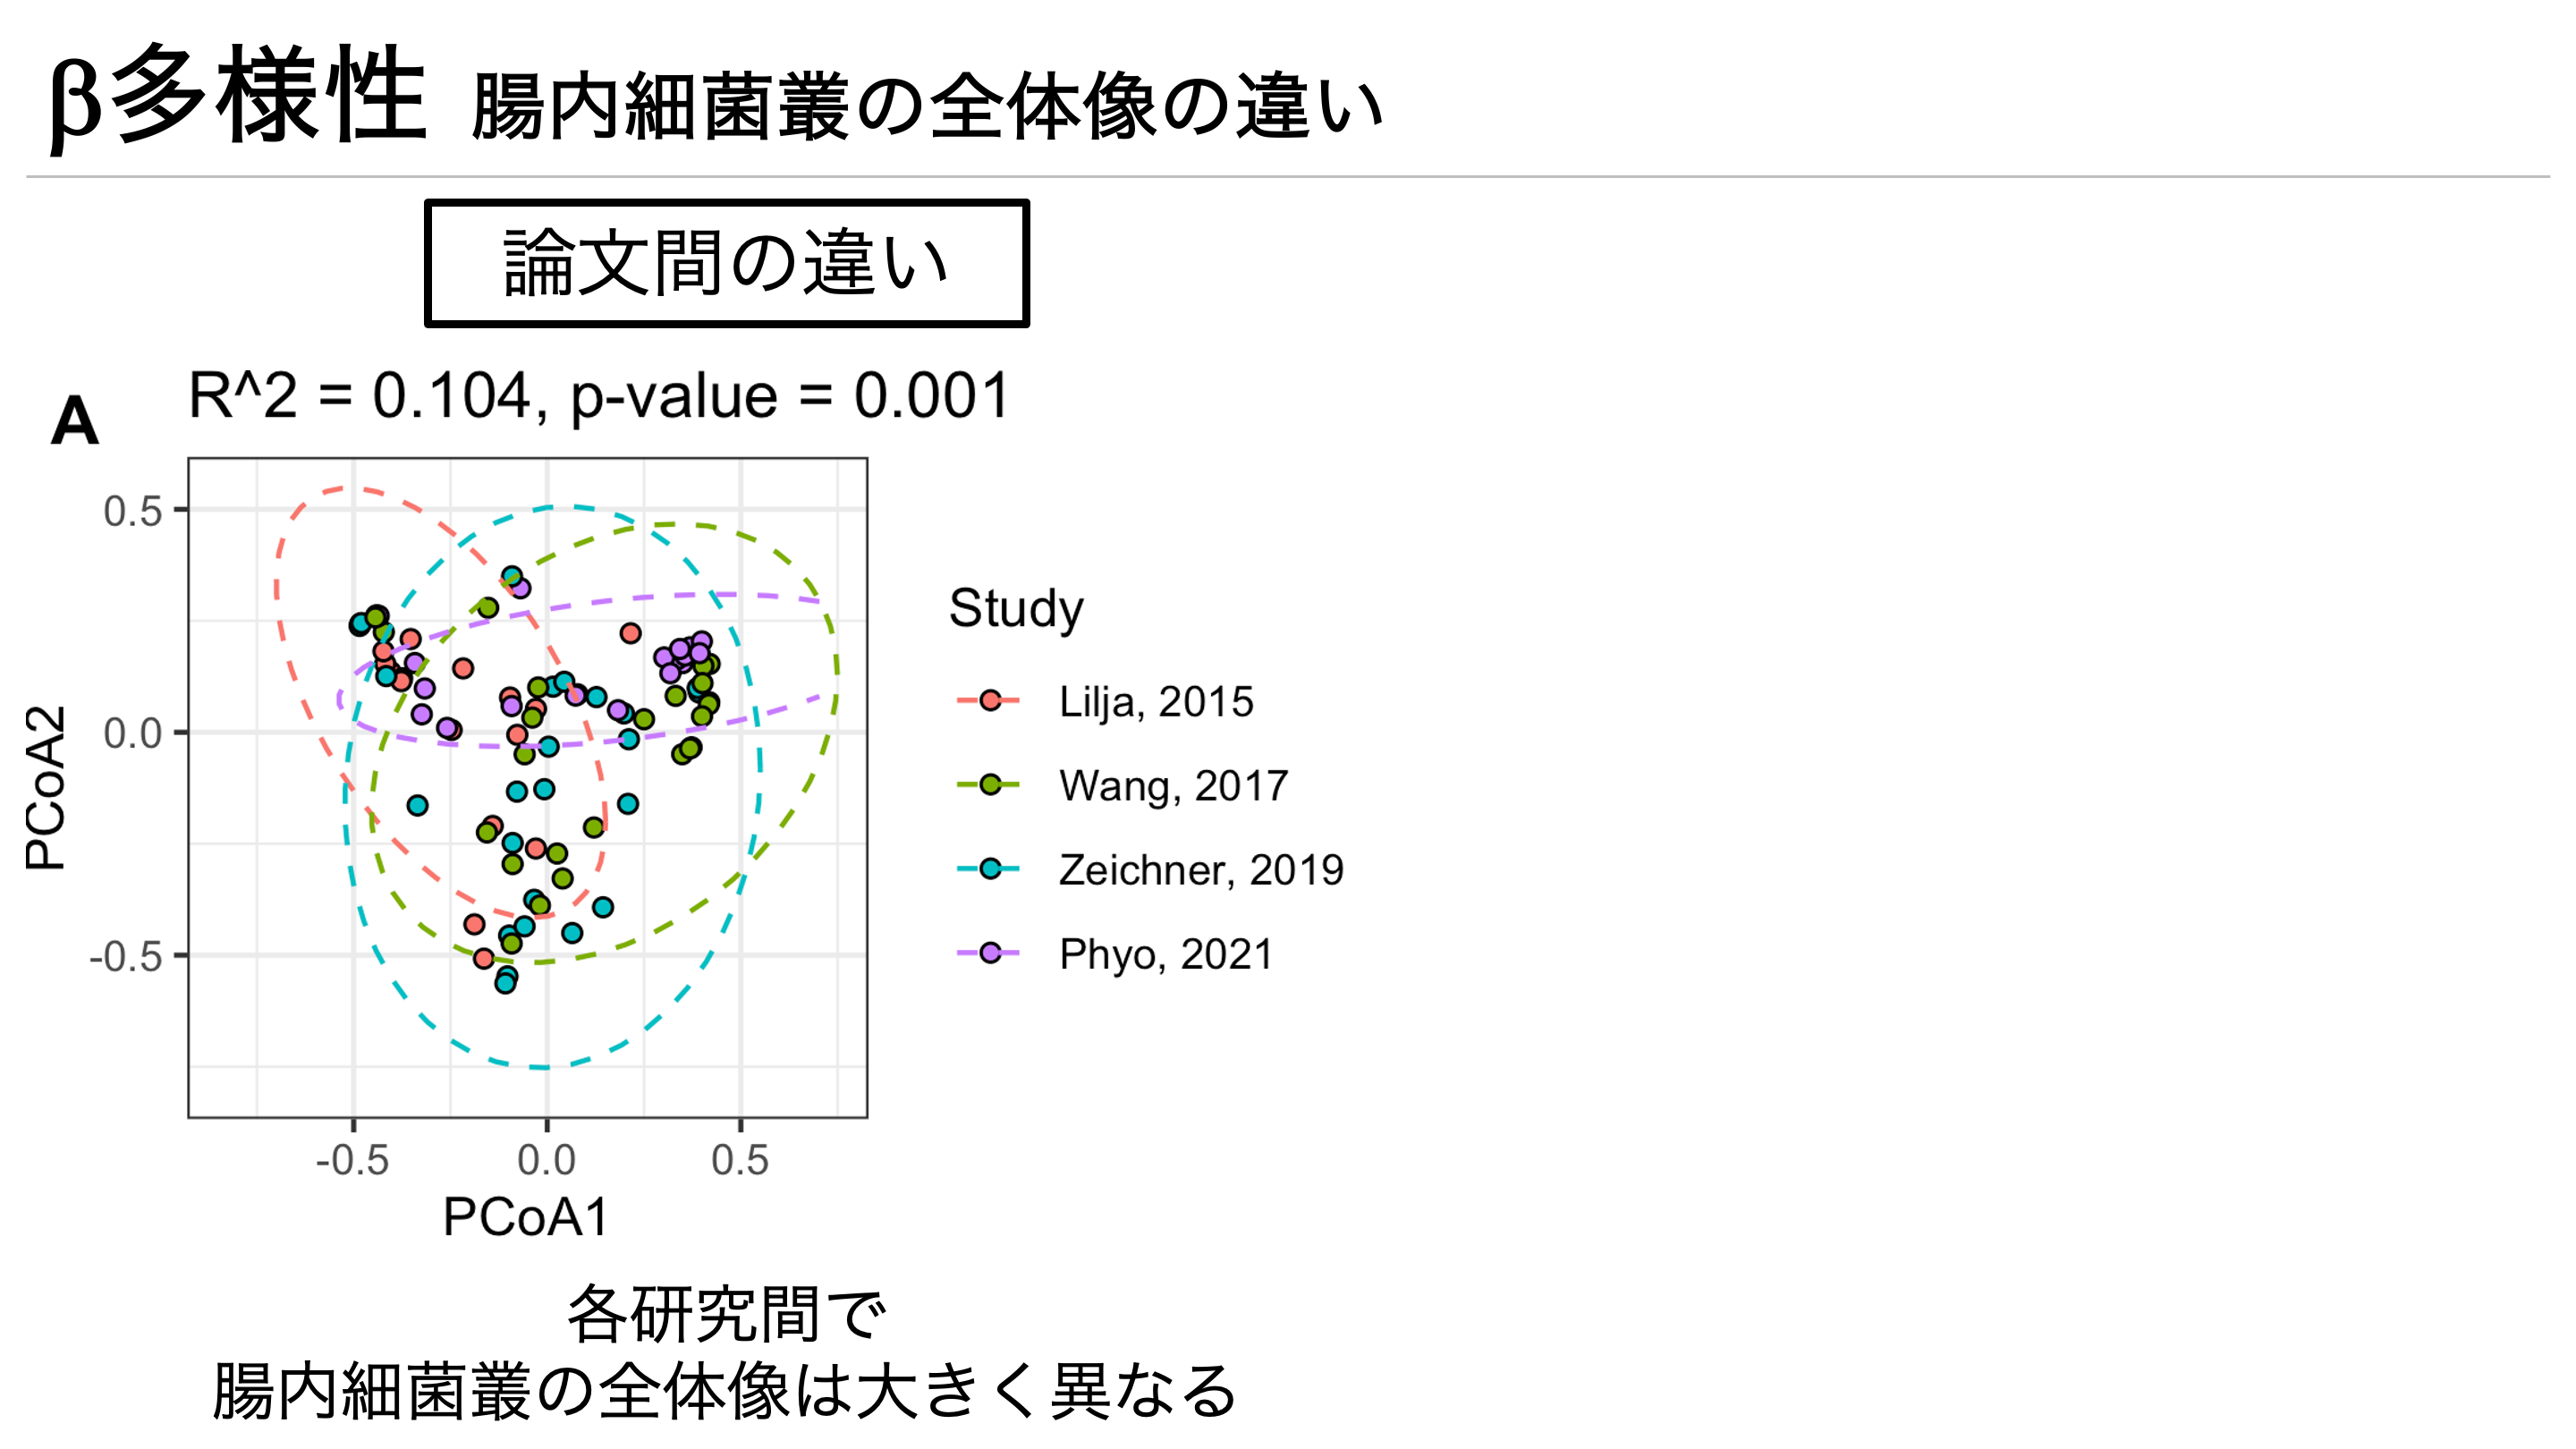 β多様性 腸内細菌叢の全体像の違い
論文間の違い
R^2 = 0.104, p-value = 0.001
A
0.5
0.0
-0.5
PCoA2
-0.5 0.0 0.5
PCoA1
Study
Lilja, 2015
Wang, 2017
Zeichner, 2019
Phyo, 2021
各研究間で
腸内細菌叢の全体像は大きく異なる